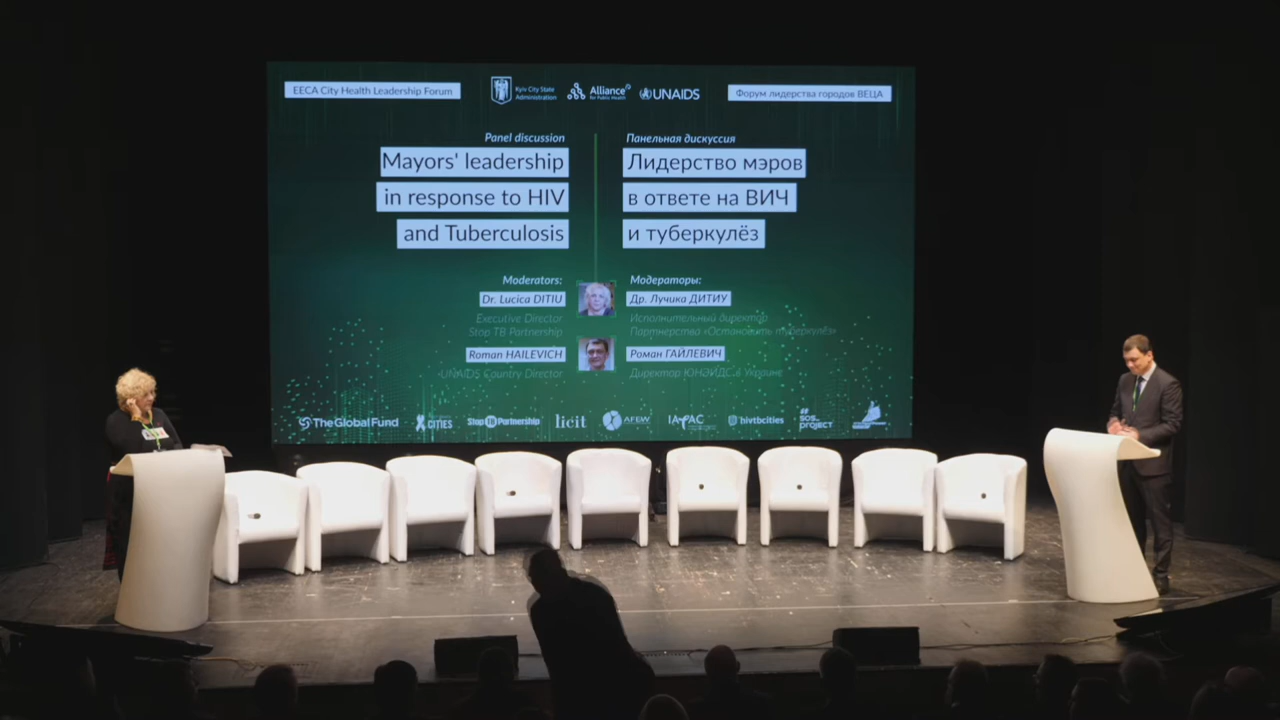 EECA City Health Leadership Forum
Kyiv City State
Administration
Alliance
for Public Health
UNAIDS
Форум лидерства городов ВЕЦА
Panel discussion
Mayors' leadership
in response to HIV
and Tuberculosis
Панельная дискуссия
Лидерство мэров
в ответе на ВИЧ
и туберкулёз
Moderators:
Dr. Lucica DITIU
Executive Director
Stop TB Partnership
Roman HAILEVICH
UNAIDS Country Director
Модераторы:
Др. Лучика ДИТИУ
Исполнительный директор
Партнерства «Остановить туберкулёз»
Роман ГАЙЛЕВИЧ
Директор ЮНЭЙДС в Украине
The Global Fund
CITIES
Stop TB Partnership
licit
AFEW
IAPAC
hivtbcities
#SOS_
project